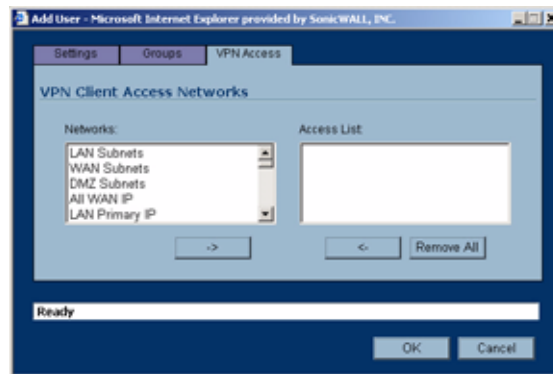 Add User - Microsoft Internet Explorer provided by SonicWALL, INC.
Settings Groups VPN Access
VPN Client Access Networks
Networks: Access List:
LAN Subnets
WAN Subnets
DMZ Subnets
All WAN IP
LAN Primary IP
-> <- Remove All
Ready
OK Cancel